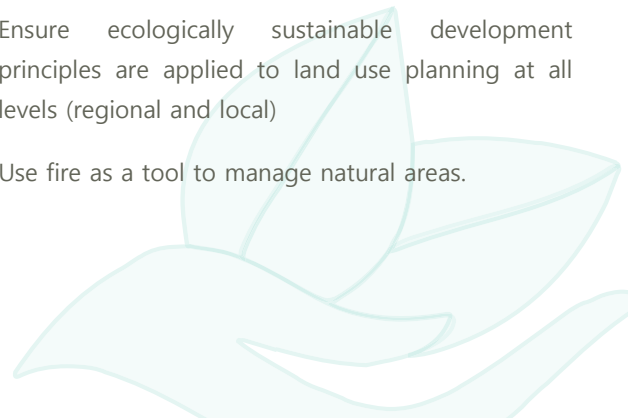 Ensure ecologically sustainable development
principles are applied to land use planning at all
levels (regional and local)
Use fire as a tool to manage natural areas.